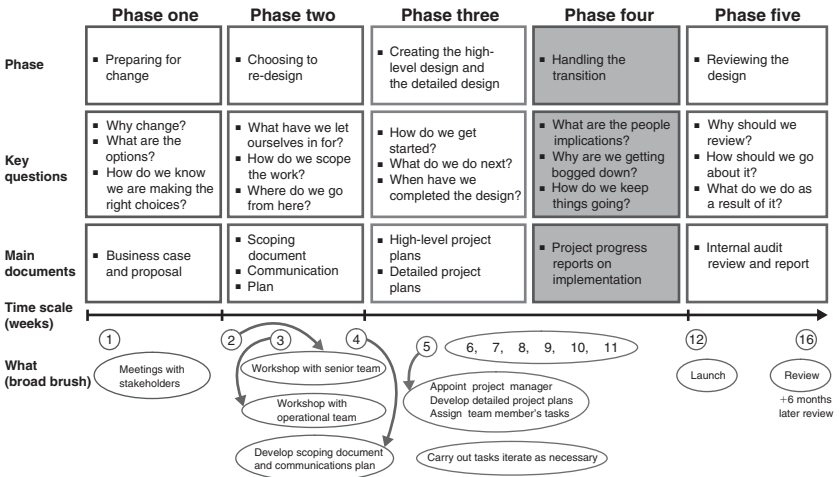 Phase one
Phase two
Phase three
Phase four
Phase five
Phase
▪ Preparing for
change
▪ Choosing to
re-design
▪ Creating the high-
level design and
the detailed design
▪ Handling the
transition
▪ Reviewing the
design
Key
questions
▪ Why change?
▪ What are the
options?
▪ How do we know
we are making the
right choices?
▪ What have we let
ourselves in for?
▪ How do we scope
the work?
▪ Where do we go
from here?
▪ How do we get
started?
▪ What do we do next?
▪ When have we
completed the design?
▪ What are the people
implications?
▪ Why are we getting
bogged down?
▪ How do we keep
things going?
▪ Why should we
review?
▪ How should we go
about it?
▪ What do we do as
a result of it?
Main
documents
▪ Business case
and proposal
▪ Scoping
document
▪ Communication
▪ Plan
▪ High-level project
plans
▪ Detailed project
plans
▪ Project progress
reports on
implementation
▪ Internal audit
review and report
Time scale
(weeks)
1
2
3
4
5
6, 7, 8, 9, 10, 11
12
16
What
(broad brush)
Meetings with
stakeholders
Workshop with senior team
Workshop with
operational team
Develop scoping document
and communications plan
Appoint project manager
Develop detailed project plans
Assign team member's tasks
Carry out tasks iterate as necessary
Launch
Review
+6 months
later review